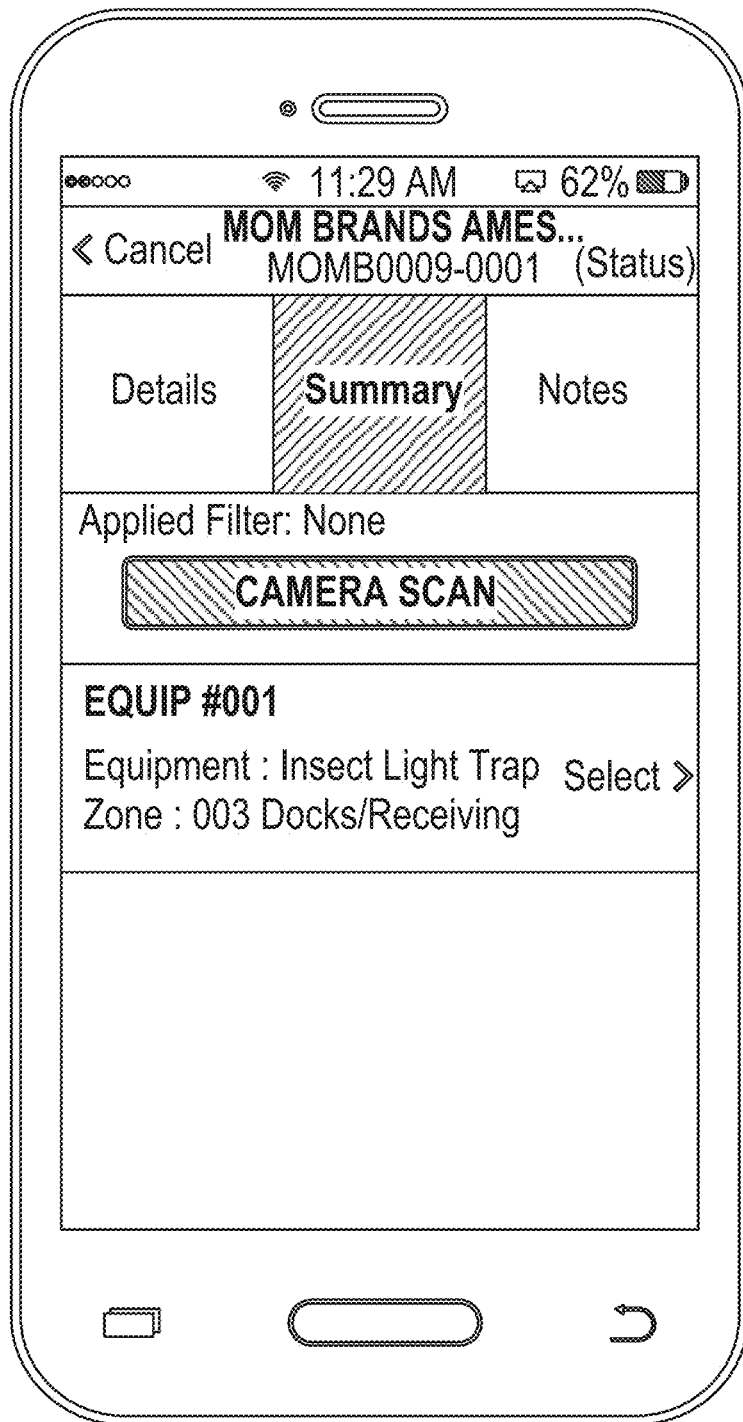 11:29 AM 62%
< Cancel MOM BRANDS AMES...
MOMB0009-0001 (Status)
Details Summary Notes
Applied Filter: None
CAMERA SCAN
EQUIP #001
Equipment : Insect Light Trap Select >
Zone : 003 Docks/Receiving